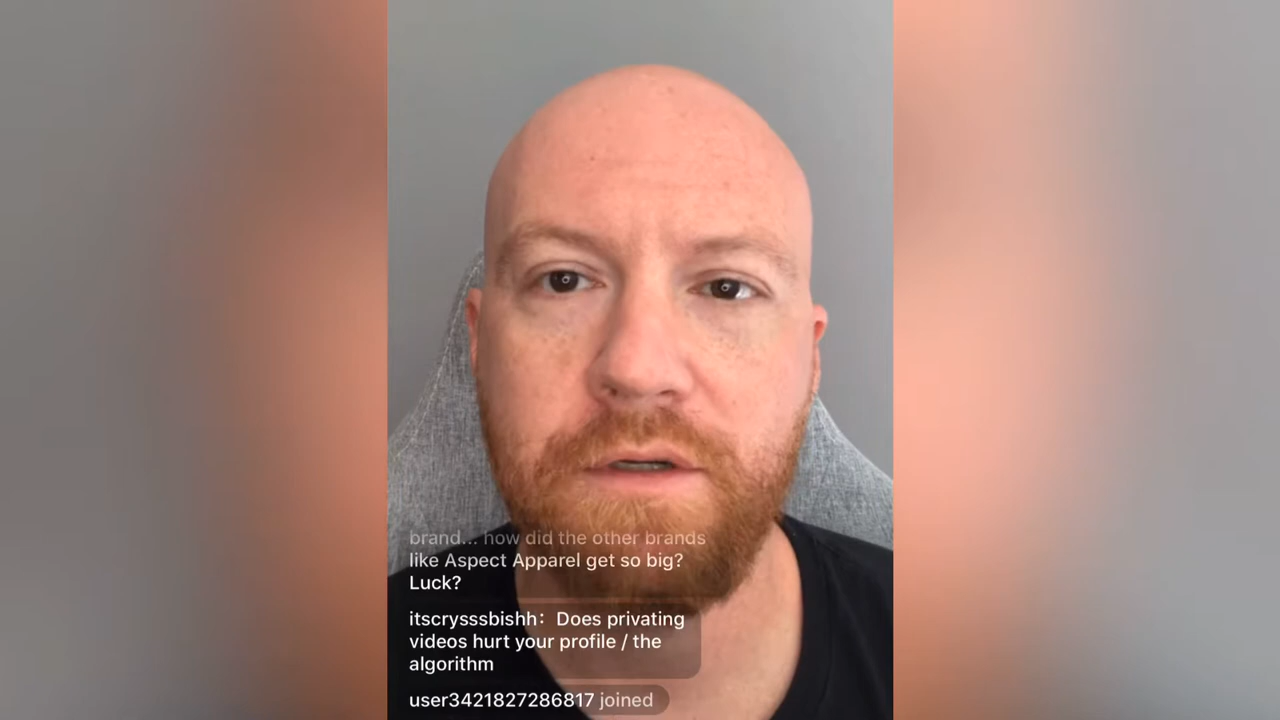 brand... how did the other brands
like Aspect Apparel get so big?
Luck?
itscrysssbishh: Does privating
videos hurt your profile / the
algorithm
user3421827286817 joined